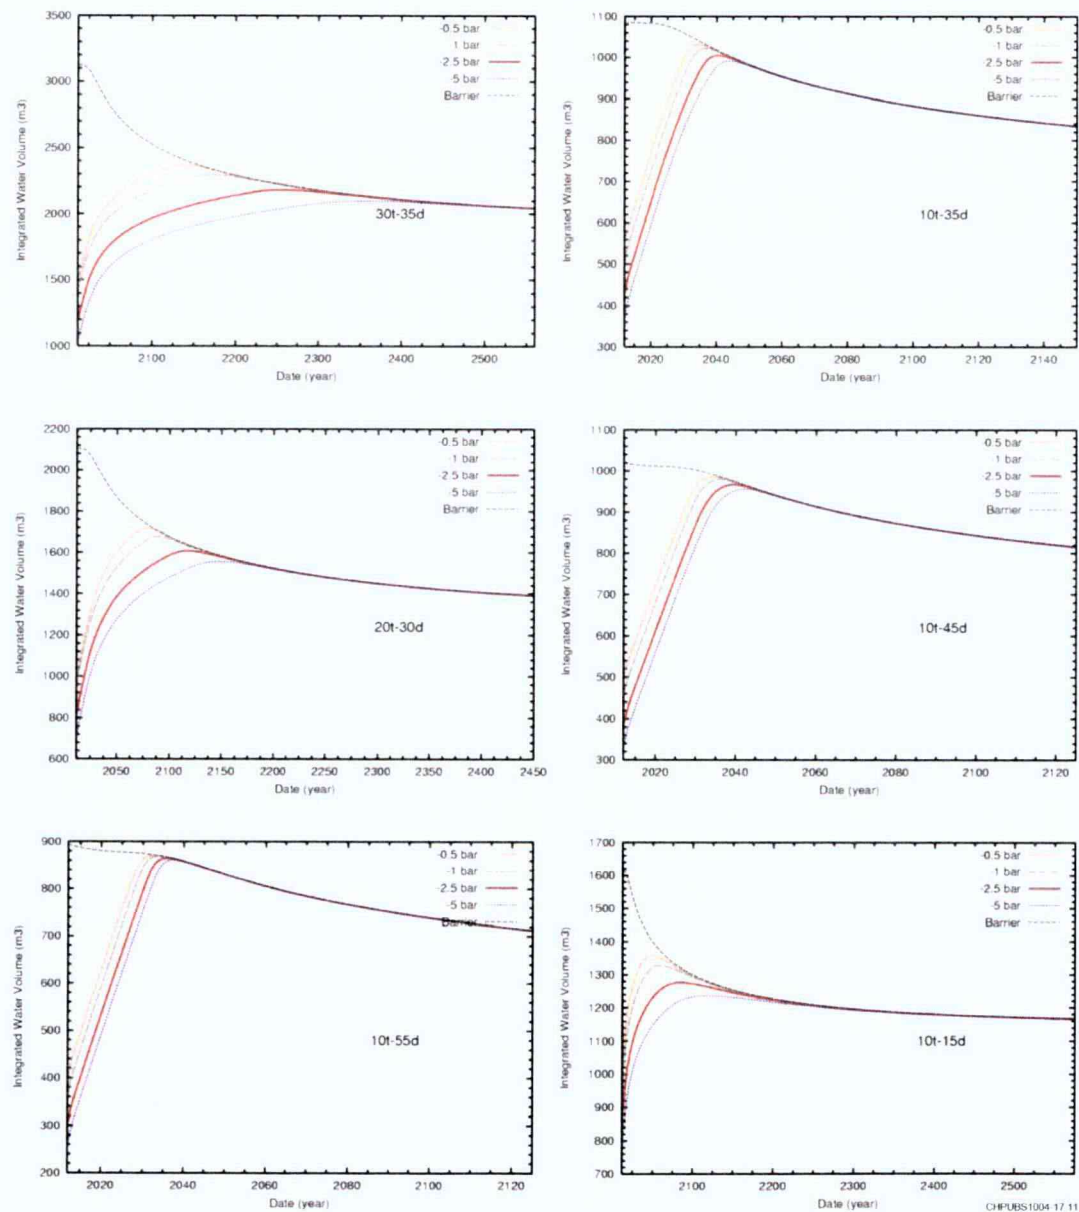 3500
3000
2500
2000
1500
1000
Integrated Water Volume (m3)
-0.5 bar
1 bar
-2.5 bar
-5 bar
Barrier
30t-35d
2100
2200
2300
2400
2500
Date (year)
1100
1000
900
800
700
600
500
400
300
Integrated Water Volume (m3)
-0.5 bar
-1 bar
-2.5 bar
-5 bar
Barrier
10t-35d
2020
2040
2060
2080
2100
2120
2140
Date (year)
2200
2000
1800
1600
1400
1200
1000
800
600
Integrated Water Volume (m3)
-0.5 bar
1 bar
-2.5 bar
-5 bar
Barrier
20t-30d
2050
2100
2150
2200
2250
2300
2350
2400
2450
Date (year)
1100
1000
900
800
700
600
500
400
300
Integrated Water Volume (m3)
-0.5 bar
1 bar
-2.5 bar
5 bar
Barrier
10t-45d
2020
2040
2060
2080
2100
2120
Date (year)
900
800
700
600
500
400
300
200
Integrated Water Volume (m3)
-0.5 bar
-1 bar
-2.5 bar
-5 bar
Barrier
10t-55d
2020
2040
2060
2080
2100
2120
Date (year)
1700
1600
1500
1400
1300
1200
1100
1000
900
800
700
Integrated Water Volume (m3)
-0.5 bar
1 bar
-2.5 bar
-5 bar
Barrier
10t-15d
2100
2200
2300
2400
2500
Date (year)
CHPUBS1004-17.11